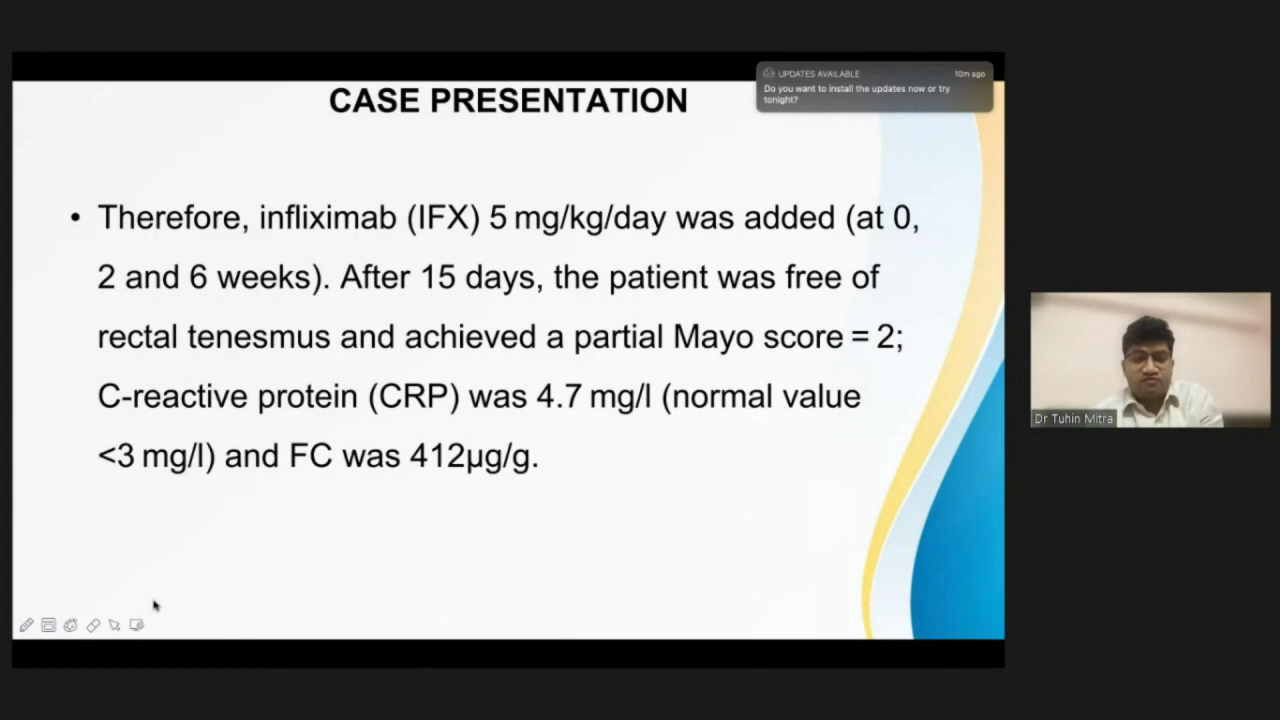 UPDATES AVAILABLE
10m ago
Do you want to install the updates now or try
tonight?
CASE PRESENTATION
• Therefore, infliximab (IFX) 5 mg/kg/day was added (at 0,
2 and 6 weeks). After 15 days, the patient was free of
rectal tenesmus and achieved a partial Mayo score = 2;
C-reactive protein (CRP) was 4.7 mg/l (normal value
<3 mg/l) and FC was 412µg/g.
Dr Tuhin Mitra